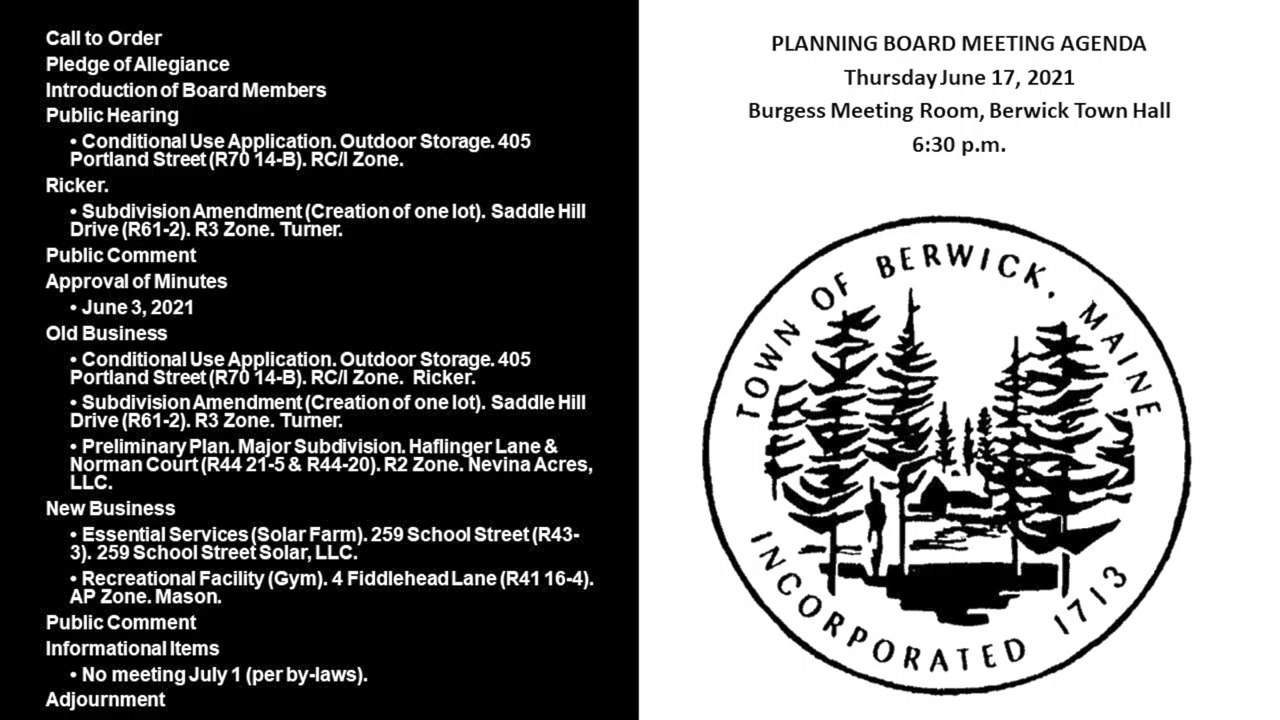 Call to Order
Pledge of Allegiance
Introduction of Board Members
Public Hearing
• Conditional Use Application. Outdoor Storage. 405
Portland Street (R70 14-B). RC/I Zone.
Ricker.
• Subdivision Amendment (Creation of one lot). Saddle Hill
Drive (R61-2). R3 Zone. Turner.
Public Comment
Approval of Minutes
• June 3, 2021
Old Business
• Conditional Use Application. Outdoor Storage. 405
Portland Street (R70 14-B). RC/I Zone. Ricker.
• Subdivision Amendment (Creation of one lot). Saddle Hill
Drive (R61-2). R3 Zone. Turner.
• Preliminary Plan. Major Subdivision. Haflinger Lane &
Norman Court (R44 21-5 & R44-20). R2 Zone. Nevina Acres,
LLC.
New Business
• Essential Services (Solar Farm). 259 School Street (R43-
3). 259 School Street Solar, LLC.
• Recreational Facility (Gym). 4 Fiddlehead Lane (R41 16-4).
AP Zone. Mason.
Public Comment
Informational Items
• No meeting July 1 (per by-laws).
Adjournment
PLANNING BOARD MEETING AGENDA
Thursday June 17, 2021
Burgess Meeting Room, Berwick Town Hall
6:30 p.m.
TOWN OF BERWICK, MAINE
INCORPORATED 1713